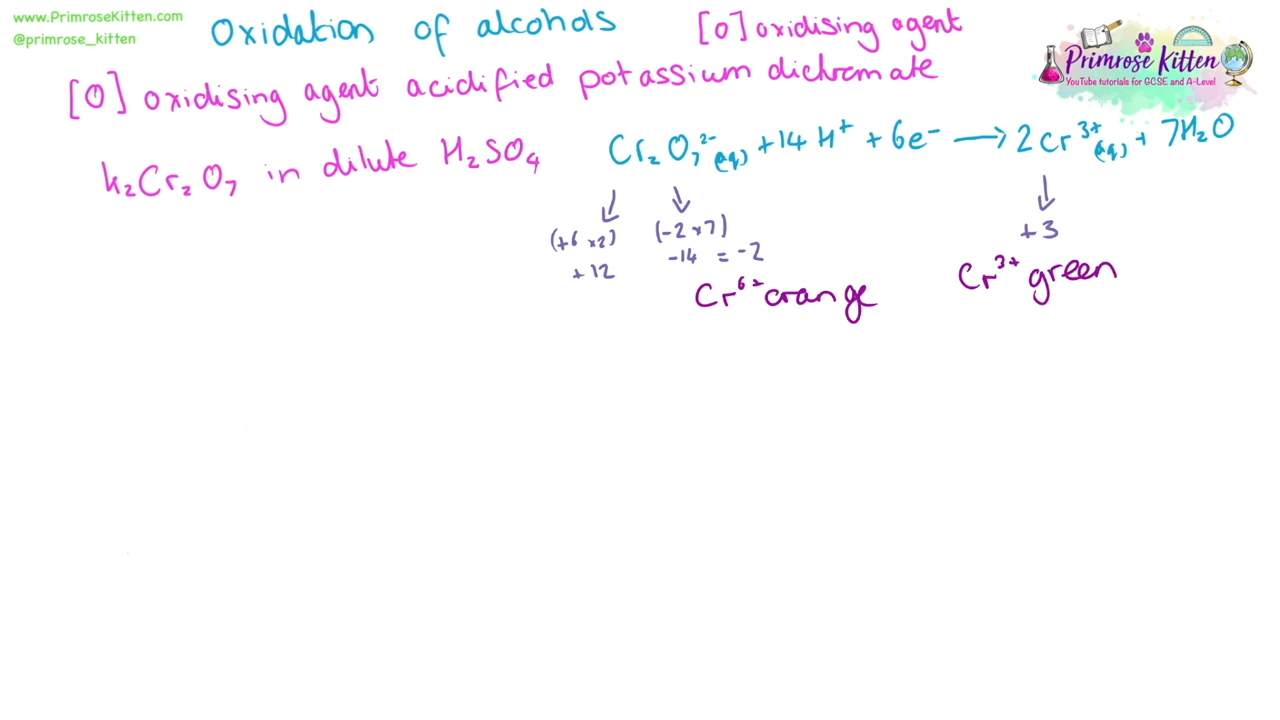 www.PrimroseKitten.com
@primrose_kitten
Oxidation of alcohols [O] oxidising agent
Primrose Kitten
YouTube tutorials for GCSE and A-Level
[O] oxidising agent acidified potassium dichromate
K₂Cr₂O₇ in dilute H₂SO₄
Cr₂O₇²⁻(aq) + 14H⁺ + 6e⁻ → 2Cr³⁺(aq) + 7H₂O
(+6 ×2) (-2 ×7) +3
+12 -14 = -2
Cr⁶⁺ orange Cr³⁺ green